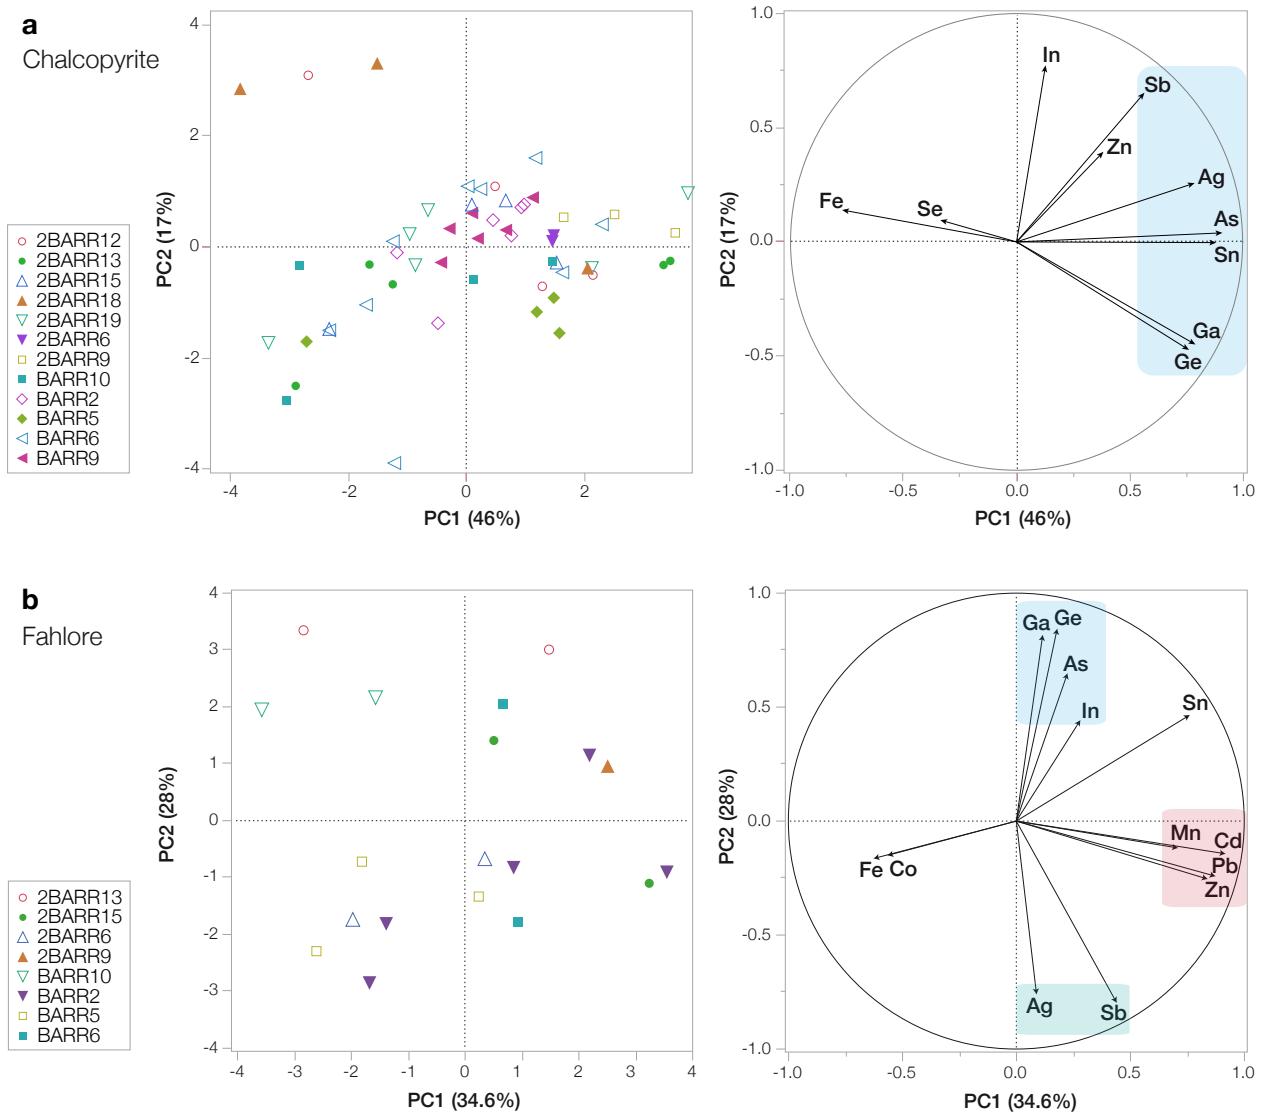 a
Chalcopyrite
2BARR12
2BARR13
2BARR15
2BARR18
2BARR19
2BARR6
2BARR9
BARR10
BARR2
BARR5
BARR6
BARR9
4
2
0
-2
-4
PC2 (17%)
-4
-2
0
2
PC1 (46%)
1.0
0.5
0.0
-0.5
-1.0
PC2 (17%)
In
Sb
Zn
Ag
Fe
Se
As
Sn
Ga
Ge
-1.0
-0.5
0.0
0.5
1.0
PC1 (46%)
b
Fahlore
2BARR13
2BARR15
2BARR6
2BARR9
BARR10
BARR2
BARR5
BARR6
4
3
2
1
0
-1
-2
-3
-4
PC2 (28%)
-4
-3
-2
-1
0
1
2
3
4
PC1 (34.6%)
1.0
0.5
0.0
-0.5
-1.0
PC2 (28%)
Ga
Ge
As
In
Sn
Mn
Cd
Pb
Zn
Fe
Co
Ag
Sb
-1.0
-0.5
0.0
0.5
1.0
PC1 (34.6%)